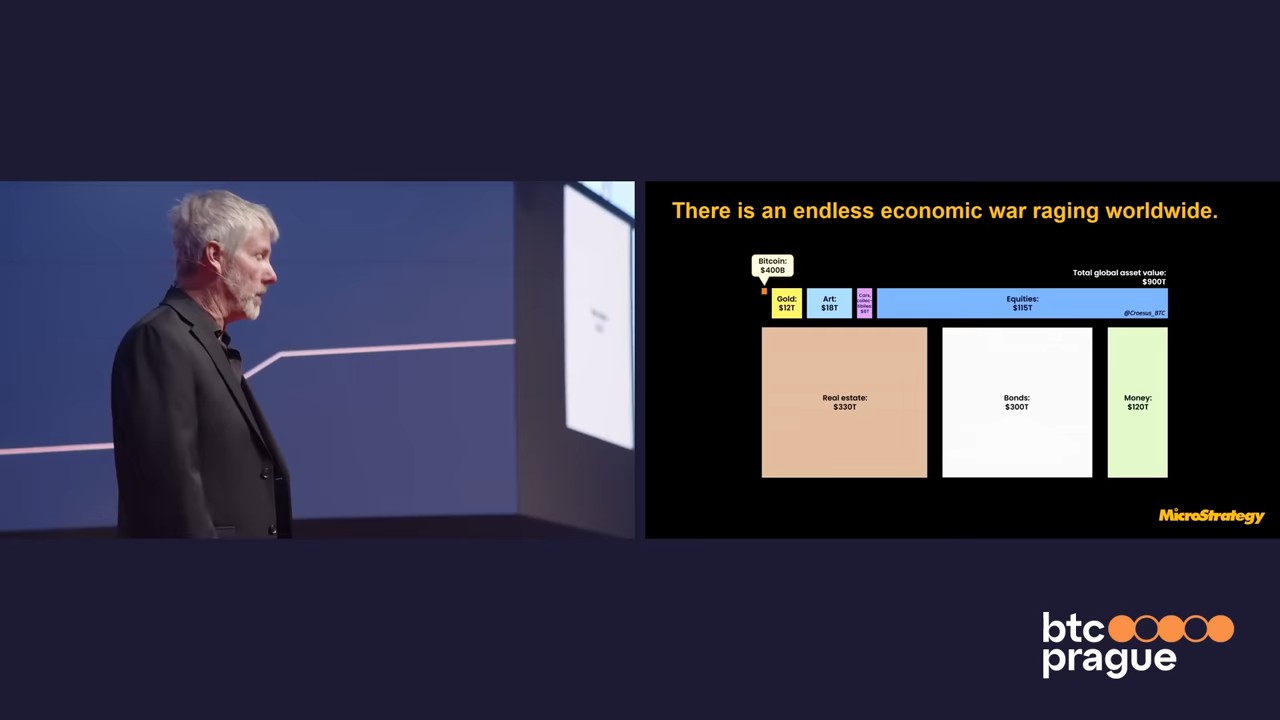 There is an endless economic war raging worldwide.
Bitcoin:
$400B
Total global asset value:
$900T
Gold:
$12T
Art:
$18T
Equities:
$115T
@Croesus_BTC
Real estate:
$330T
Bonds:
$300T
Money:
$120T
MicroStrategy
btc
prague